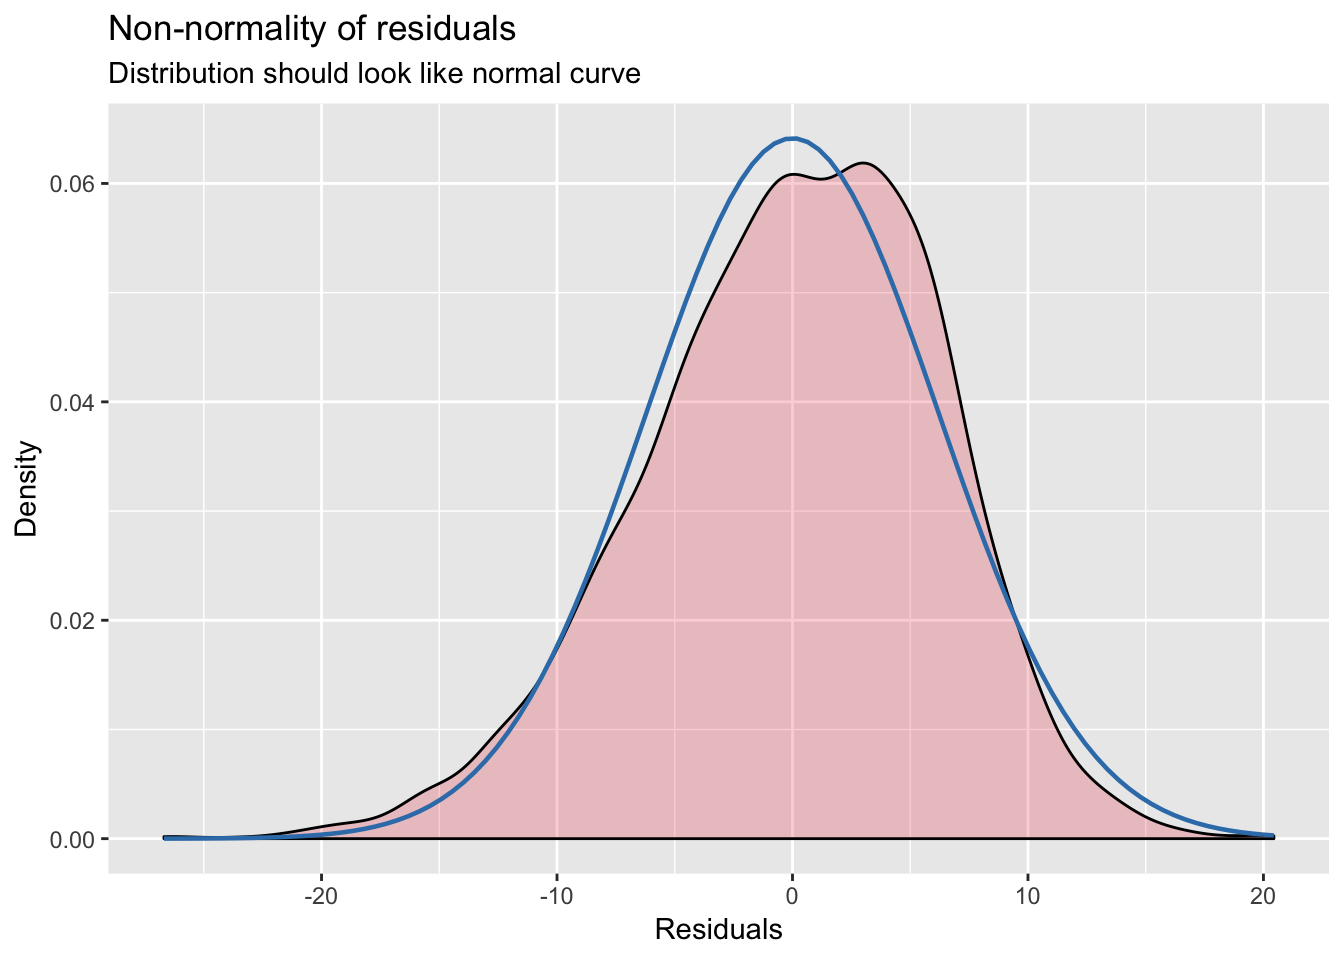 Non-normality of residuals
Distribution should look like normal curve
Density
0.06
0.04
0.02
0.00
-20 -10 0 10 20
Residuals